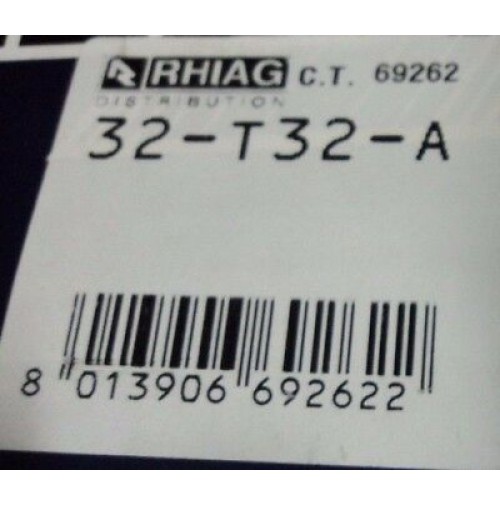 RHIAG C.T. 69262
DISTRIBUTION
32-T32-A
8 013906 692622